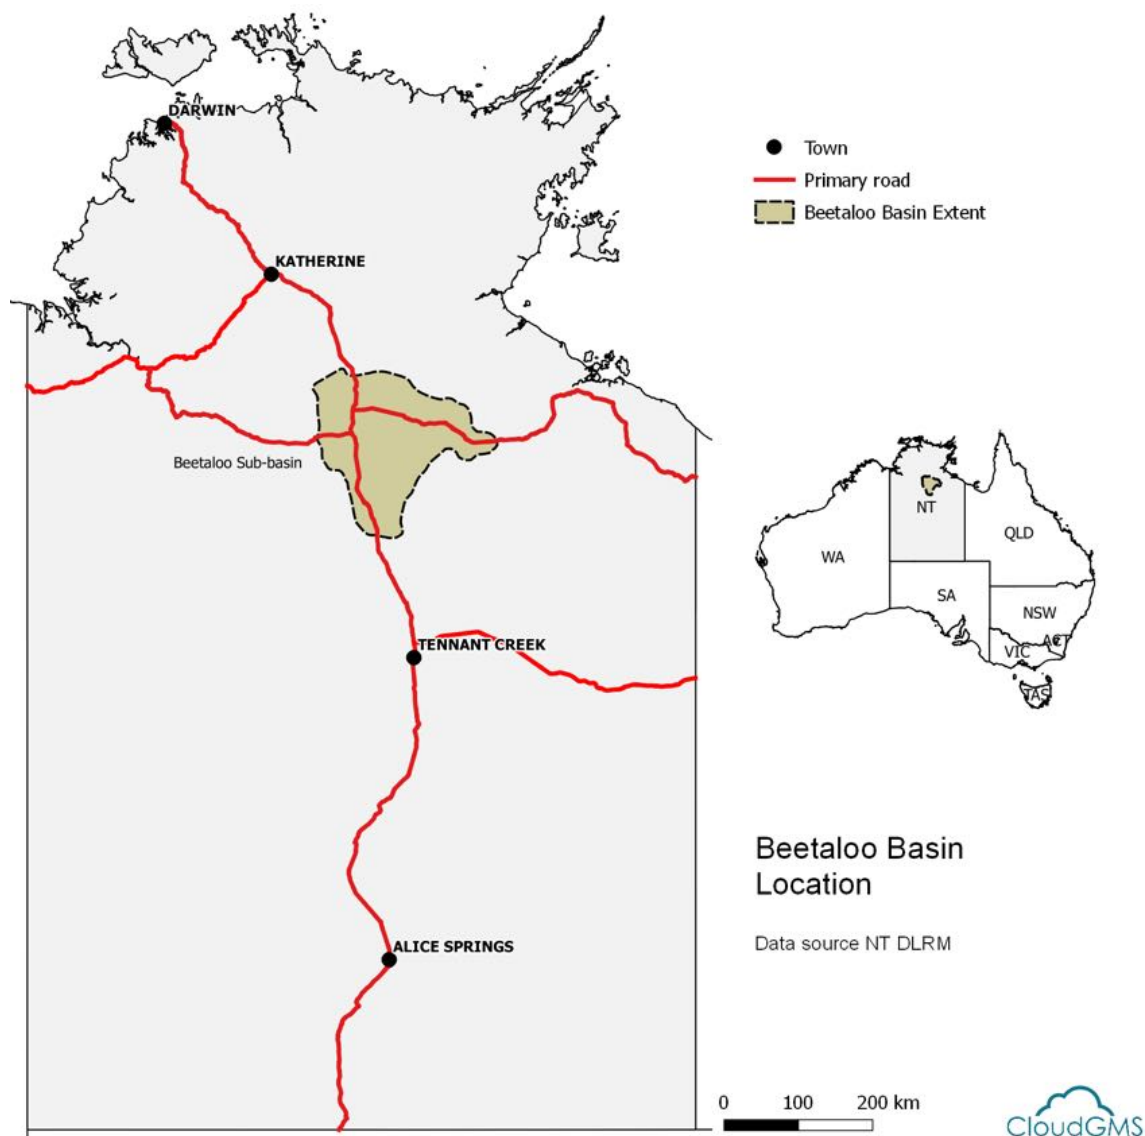 DARWIN
KATHERINE
Beetaloo Sub-basin
TENNANT CREEK
ALICE SPRINGS
Town
Primary road
Beetaloo Basin Extent
NT
WA
QLD
SA
NSW
ACT
VIC
TAS
Beetaloo Basin
Location
Data source NT DLRM
0 100 200 km
CloudGMS